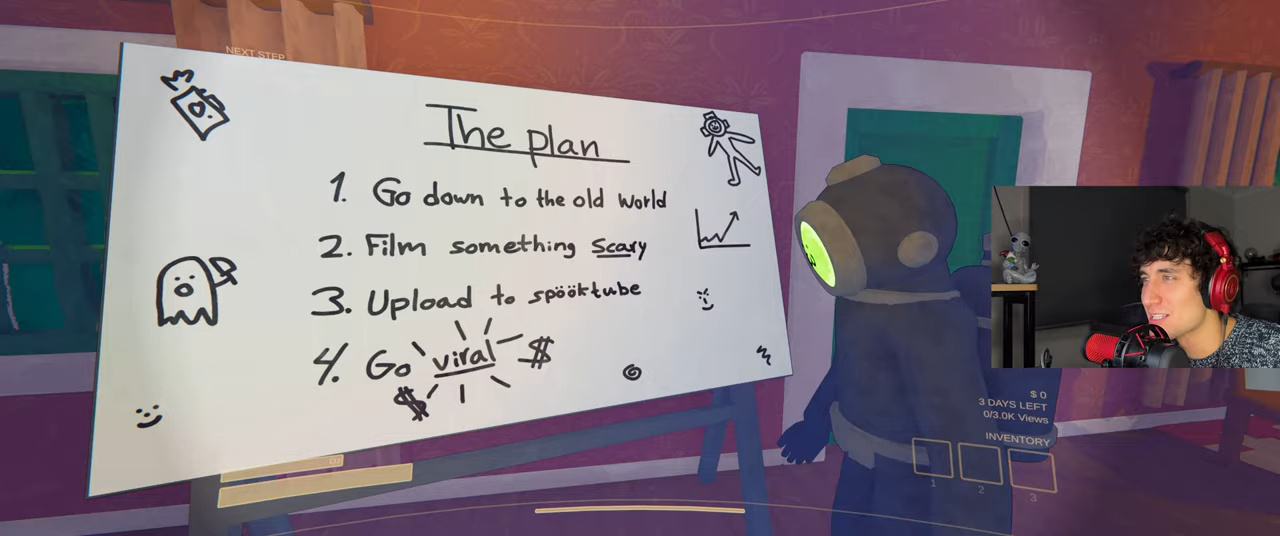 NEXT STEP
The plan
1. Go down to the old world
2. Film something scary
3. Upload to spööktube
4. Go viral $
$
$ 0
3 DAYS LEFT
0/3.0K Views
INVENTORY
1 2 3